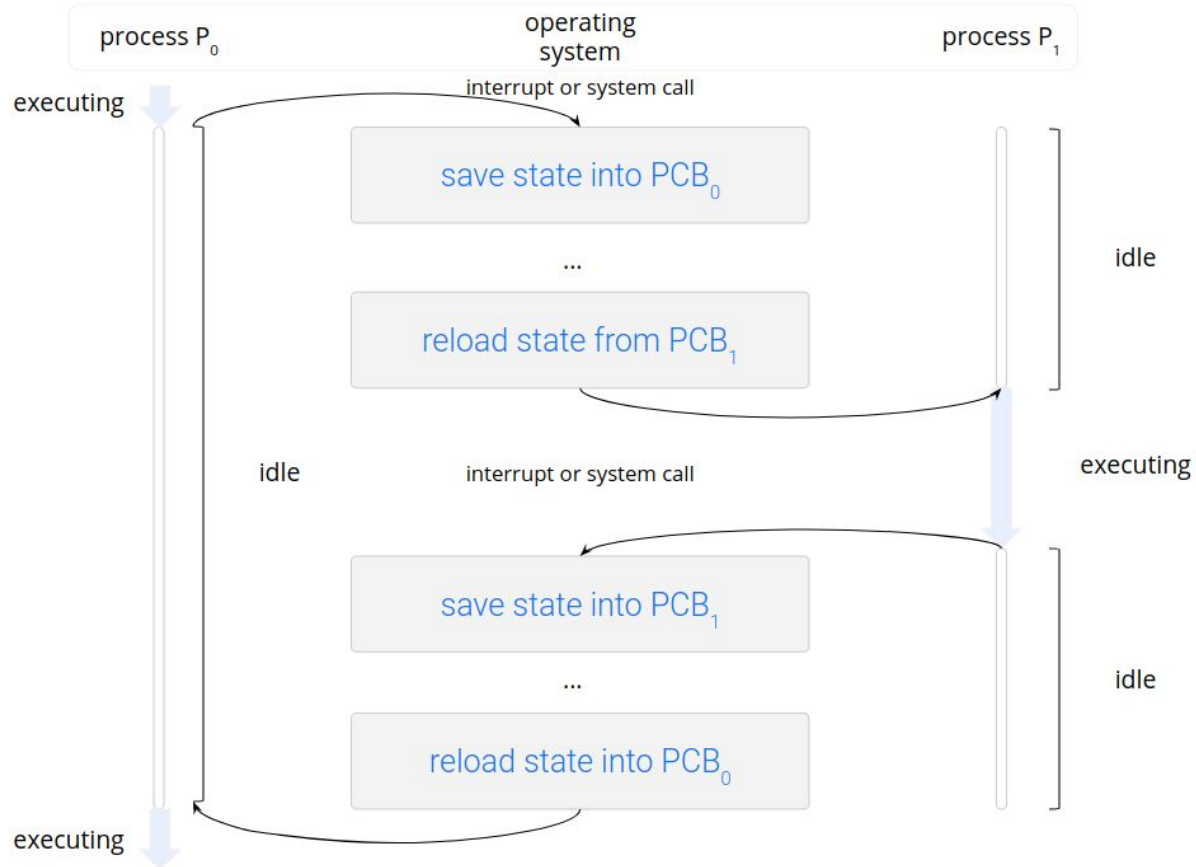 process P₀
operating
system
process P₁
interrupt or system call
executing
save state into PCB₀
...
idle
reload state from PCB₁
idle
interrupt or system call
executing
save state into PCB₁
...
idle
reload state into PCB₀
executing